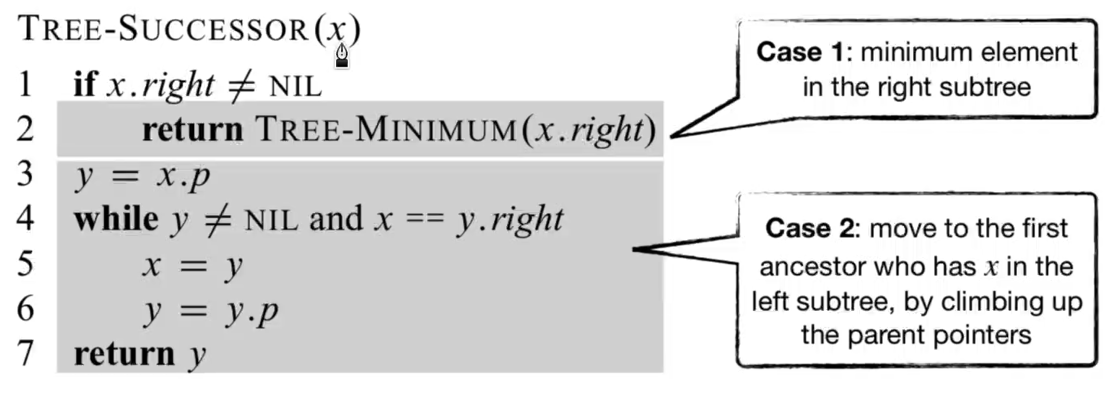 TREE-SUCCESSOR(x)
1 if x.right ≠ NIL
2 return TREE-MINIMUM(x.right)
3 y = x.p
4 while y ≠ NIL and x == y.right
5 x = y
6 y = y.p
7 return y
Case 1: minimum element
in the right subtree
Case 2: move to the first
ancestor who has x in the
left subtree, by climbing up
the parent pointers